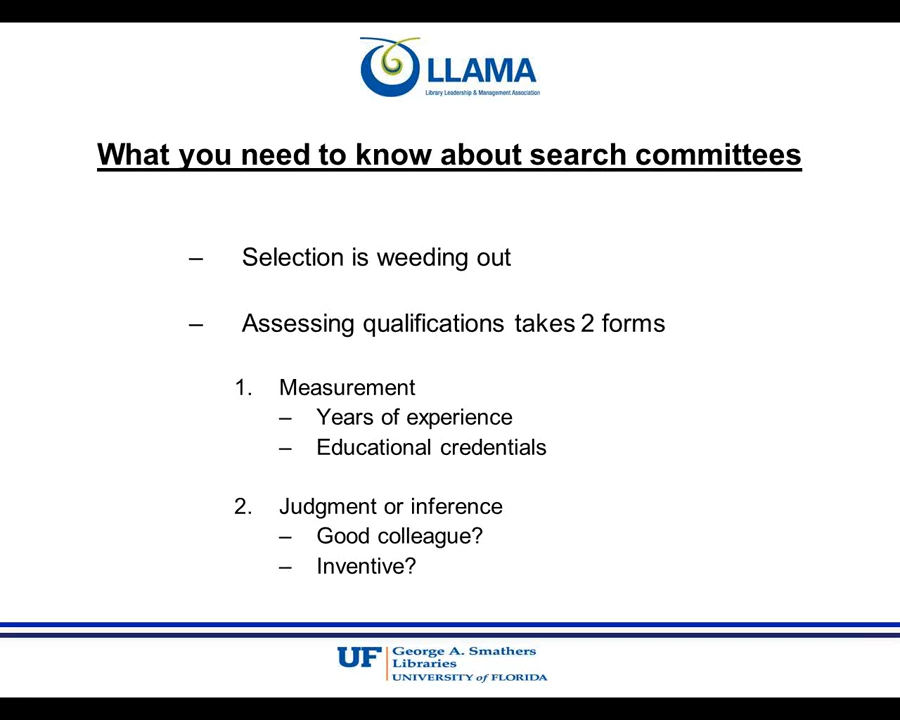 LLAMA
Library Leadership & Management Association
What you need to know about search committees
– Selection is weeding out
– Assessing qualifications takes 2 forms
1. Measurement
– Years of experience
– Educational credentials
2. Judgment or inference
– Good colleague?
– Inventive?
UF George A. Smathers
Libraries
UNIVERSITY of FLORIDA